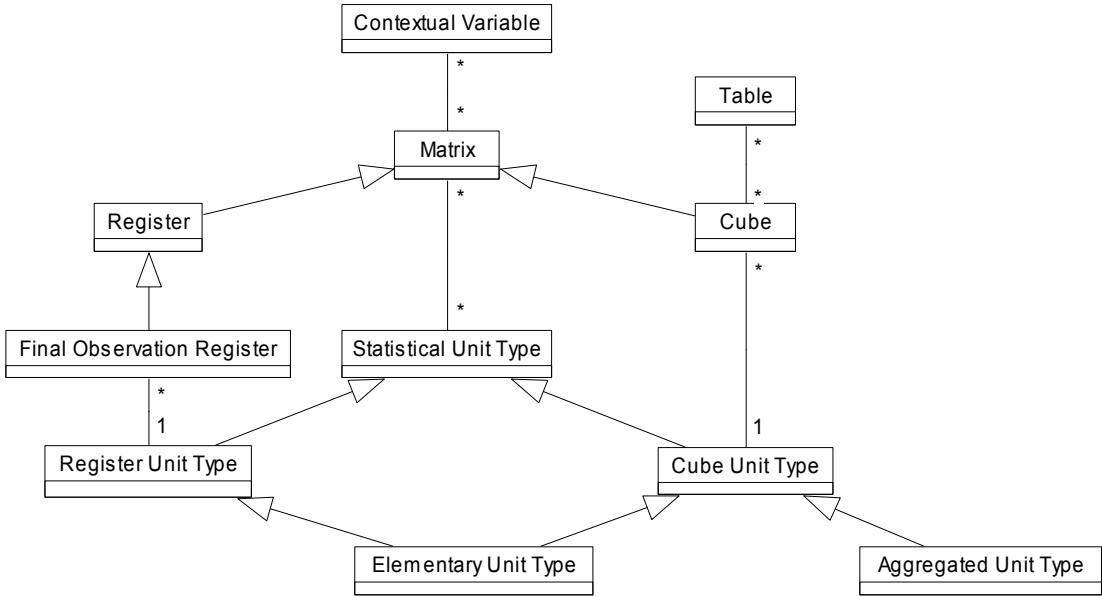 Contextual Variable
*
Table
*
Matrix
*
*
*
Register
Cube
*
*
Final Observation Register
Statistical Unit Type
*
1
1
Register Unit Type
Cube Unit Type
Elementary Unit Type
Aggregated Unit Type